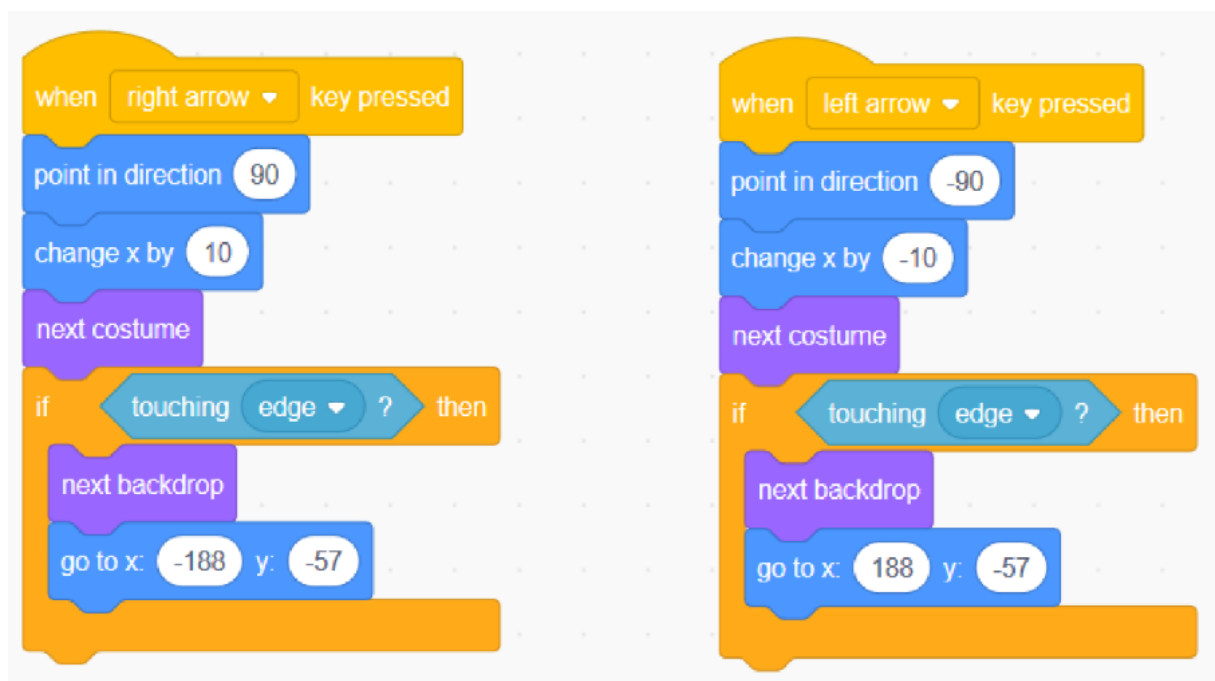 when right arrow key pressed
point in direction 90
change x by 10
next costume
if touching edge ? then
next backdrop
go to x: -188 y: -57
when left arrow key pressed
point in direction -90
change x by -10
next costume
if touching edge ? then
next backdrop
go to x: 188 y: -57